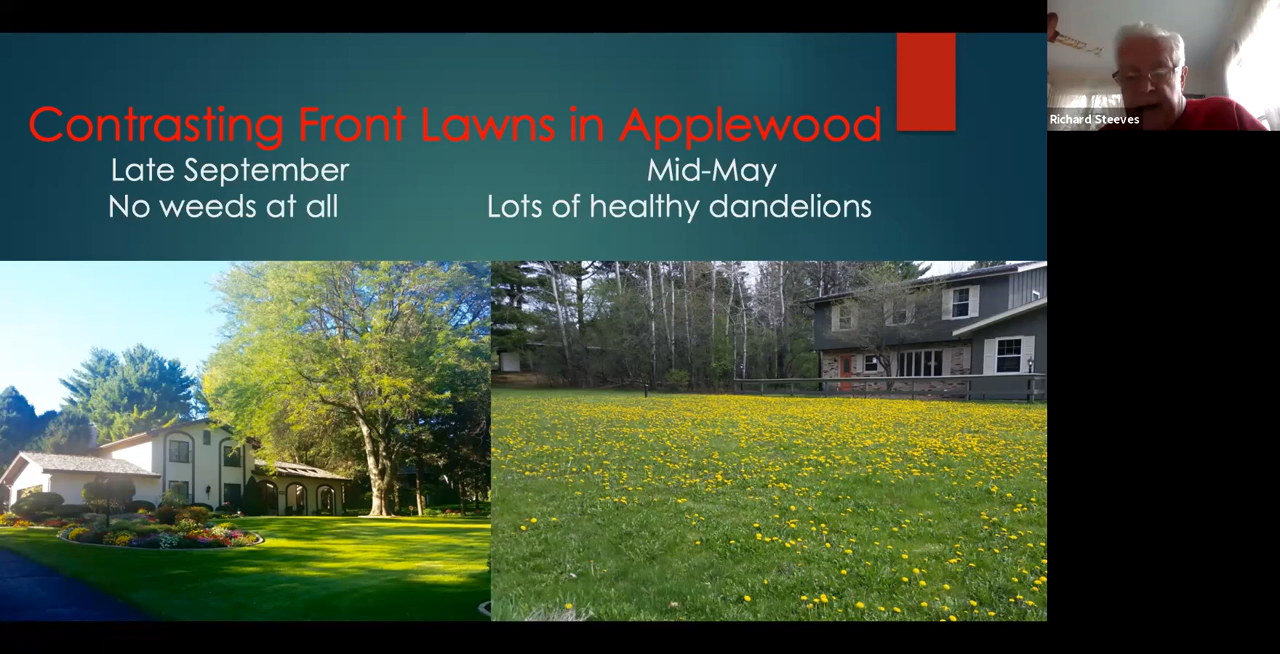 Contrasting Front Lawns in Applewood
Late September
Mid-May
No weeds at all
Lots of healthy dandelions
Richard Steeves